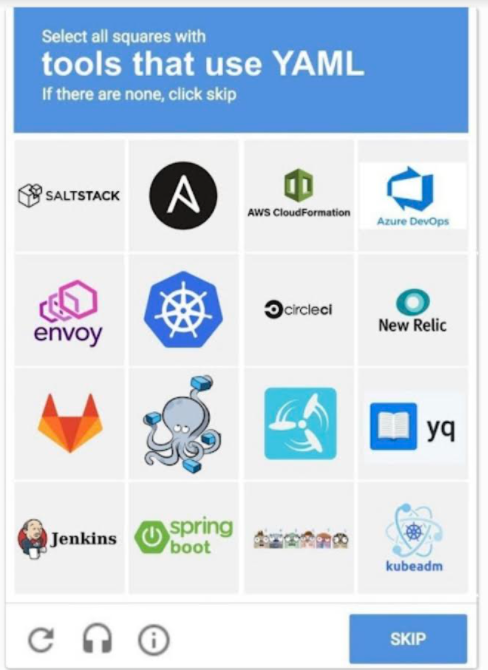 Select all squares with
tools that use YAML
If there are none, click skip
SALTSTACK
AWS CloudFormation
Azure DevOps
envoy
circleci
New Relic
yq
Jenkins
spring
boot
kubeadm
SKIP